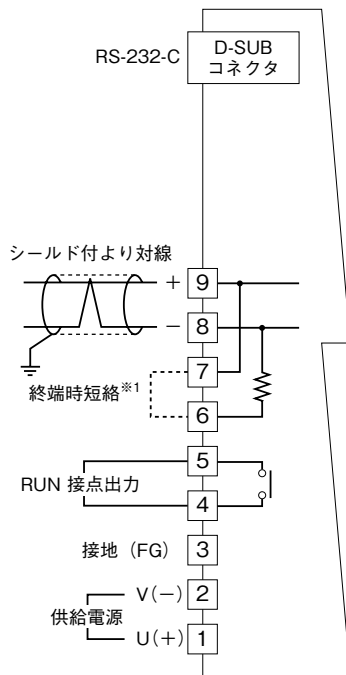 RS-232-C
D-SUB
コネクタ
シールド付より対線
+ 9
− 8
7
終端時短絡※1
6
5
RUN 接点出力
4
接地（FG） 3
V（−） 2
供給電源
U（+） 1